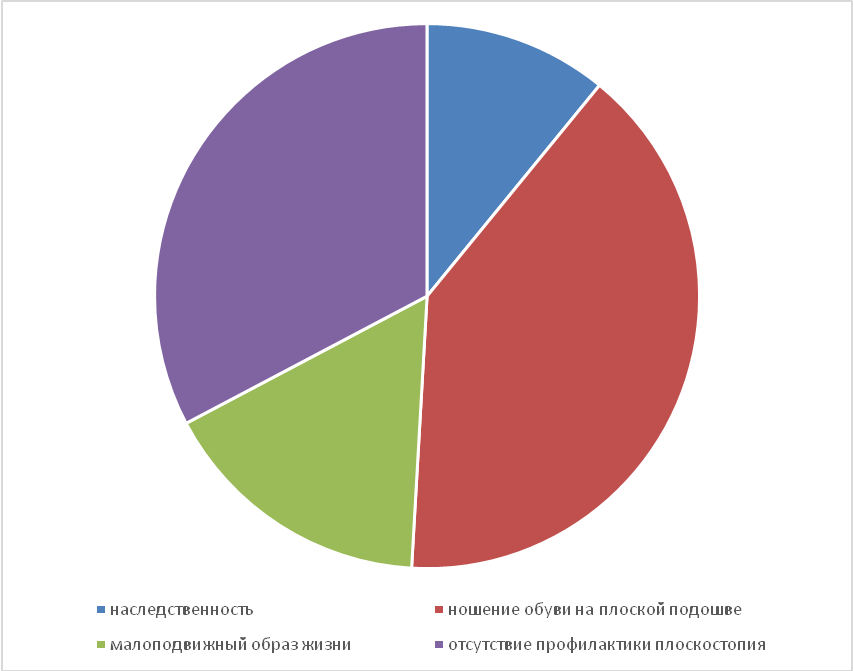 наследственность
ношение обуви на плоской подошве
малоподвижный образ жизни
отсутствие профилактики плоскостопия